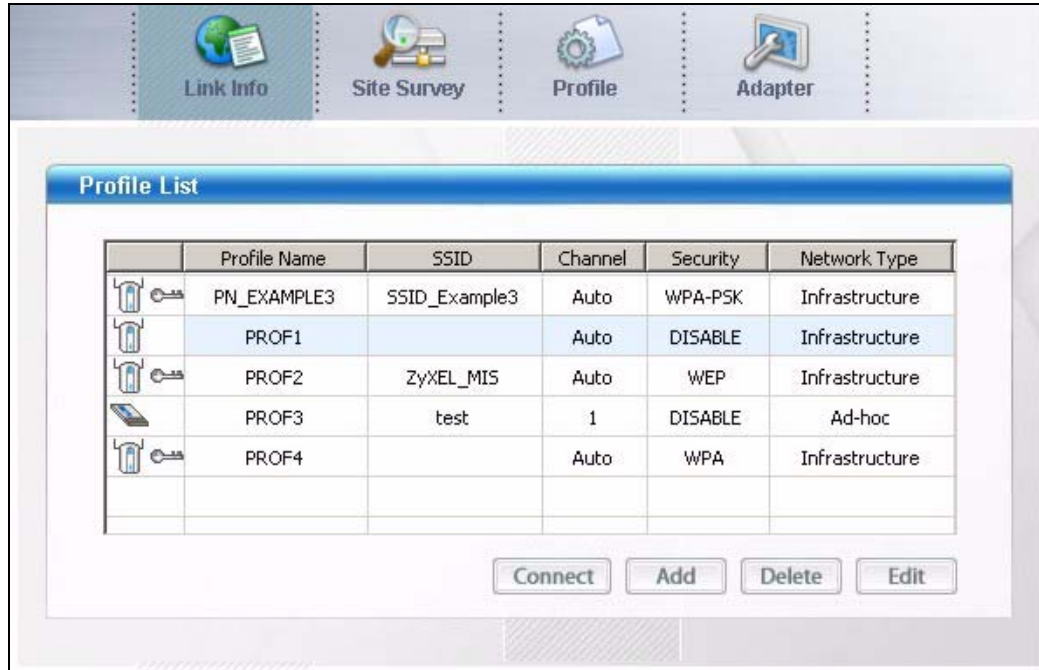 Link Info Site Survey Profile Adapter
Profile List
Profile Name SSID Channel Security Network Type
PN_EXAMPLE3 SSID_Example3 Auto WPA-PSK Infrastructure
PROF1 Auto DISABLE Infrastructure
PROF2 ZyXEL_MIS Auto WEP Infrastructure
PROF3 test 1 DISABLE Ad-hoc
PROF4 Auto WPA Infrastructure
Connect Add Delete Edit